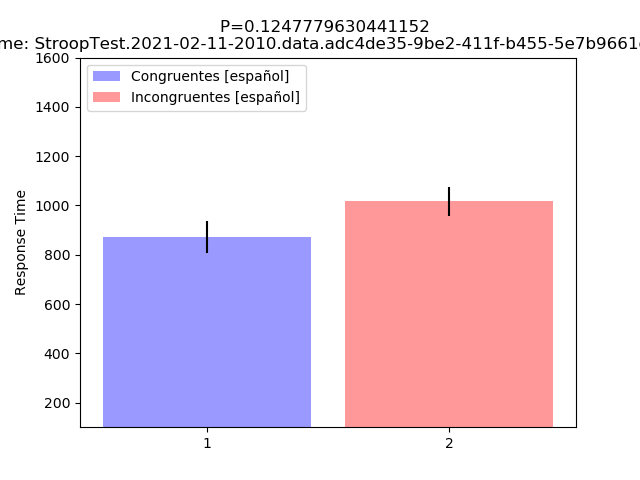 P=0.1247779630441152
me: StroopTest.2021-02-11-2010.data.adc4de35-9be2-411f-b455-5e7b9661
1600
Congruentes [español]
Incongruentes [español]
1400
1200
1000
800
600
400
200
Response Time
1
2